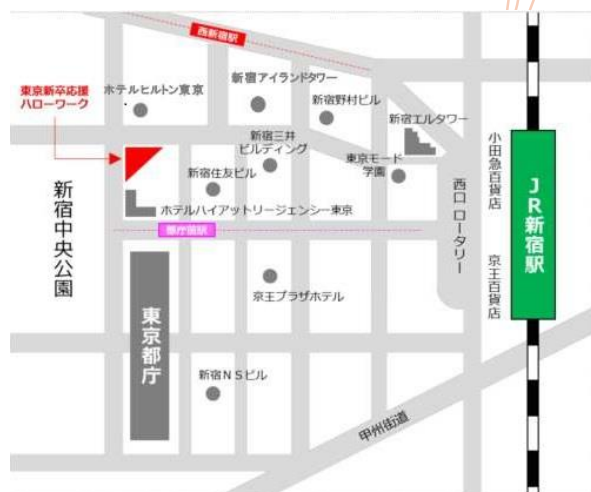 西新宿駅
東京新卒応援
ハローワーク
ホテルヒルトン東京
新宿アイランドタワー
新宿野村ビル
新宿エルタワー
新宿三井
ビルディング
東京モード
学園
新宿住友ビル
ホテルハイアットリージェンシー東京
都庁前駅
新宿中央公園
西口 ロータリー
小田急百貨店
京王百貨店
JR新宿駅
京王プラザホテル
東京都庁
新宿NSビル
甲州街道